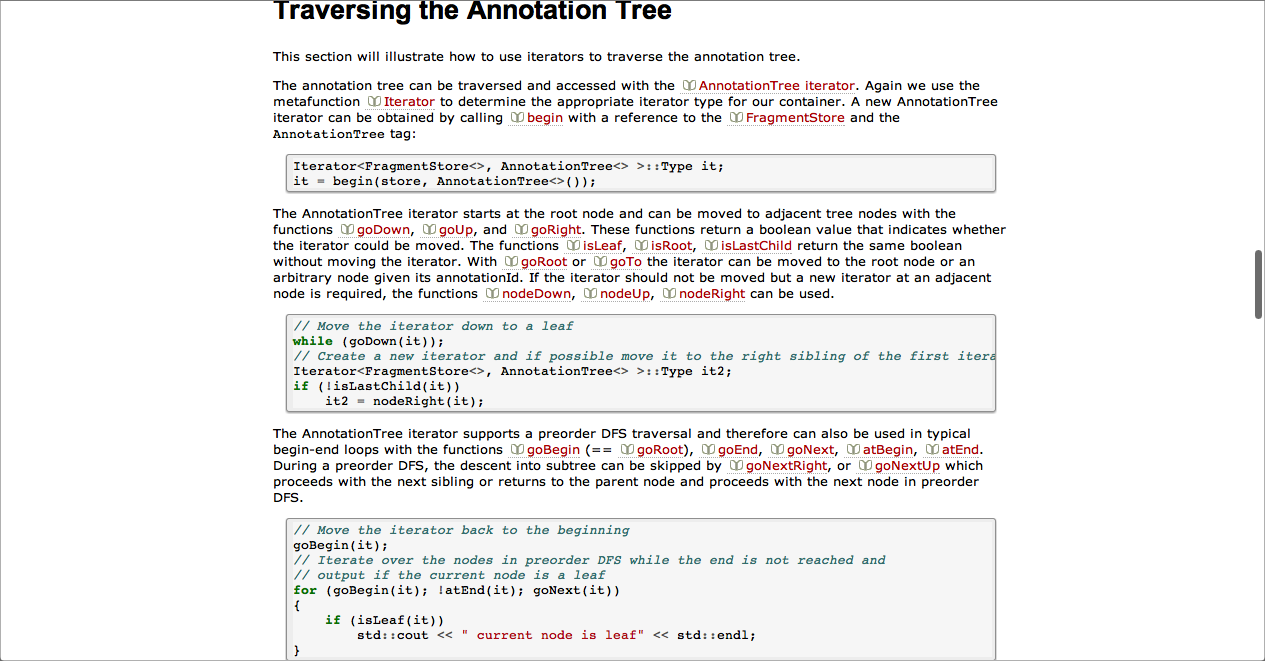 Traversing the Annotation Tree
This section will illustrate how to use iterators to traverse the annotation tree.
The annotation tree can be traversed and accessed with the AnnotationTree iterator. Again we use the
metafunction Iterator to determine the appropriate iterator type for our container. A new AnnotationTree
iterator can be obtained by calling begin with a reference to the FragmentStore and the
AnnotationTree tag:
Iterator<FragmentStore<>, AnnotationTree<> >::Type it;
it = begin(store, AnnotationTree<>());
The AnnotationTree iterator starts at the root node and can be moved to adjacent tree nodes with the
functions goDown, goUp, and goRight. These functions return a boolean value that indicates whether
the iterator could be moved. The functions isLeaf, isRoot, isLastChild return the same boolean
without moving the iterator. With goRoot or goTo the iterator can be moved to the root node or an
arbitrary node given its annotationId. If the iterator should not be moved but a new iterator at an adjacent
node is required, the functions nodeDown, nodeUp, nodeRight can be used.
// Move the iterator down to a leaf
while (goDown(it));
// Create a new iterator and if possible move it to the right sibling of the first itera
Iterator<FragmentStore<>, AnnotationTree<> >::Type it2;
if (!isLastChild(it))
    it2 = nodeRight(it);
The AnnotationTree iterator supports a preorder DFS traversal and therefore can also be used in typical
begin-end loops with the functions goBegin (== goRoot), goEnd, goNext, atBegin, atEnd.
During a preorder DFS, the descent into subtree can be skipped by goNextRight, or goNextUp which
proceeds with the next sibling or returns to the parent node and proceeds with the next node in preorder
DFS.
// Move the iterator back to the beginning
goBegin(it);
// Iterate over the nodes in preorder DFS while the end is not reached and
// output if the current node is a leaf
for (goBegin(it); !atEnd(it); goNext(it))
{
    if (isLeaf(it))
        std::cout << " current node is leaf" << std::endl;
}